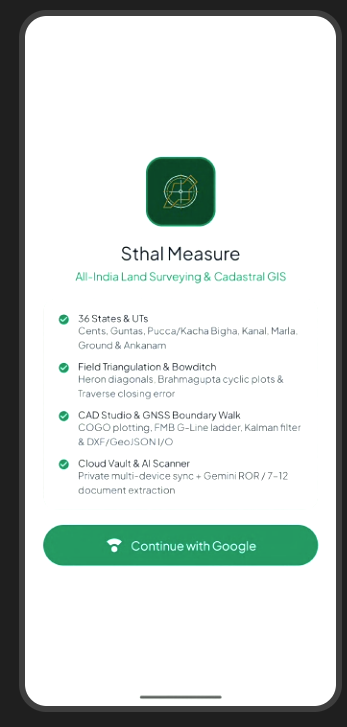 Sthal Measure
All-India Land Surveying & Cadastral GIS
36 States & UTs
Cents, Guntas, Pucca/Kacha Bigha, Kanal, Marla,
Ground & Ankanam
Field Triangulation & Bowditch
Heron diagonals, Brahmagupta cyclic plots &
Traverse closing error
CAD Studio & GNSS Boundary Walk
COGO plotting, FMB G-Line ladder, Kalman filter
& DXF/GeoJSON I/O
Cloud Vault & AI Scanner
Private multi-device sync + Gemini ROR / 7-12
document extraction
Continue with Google